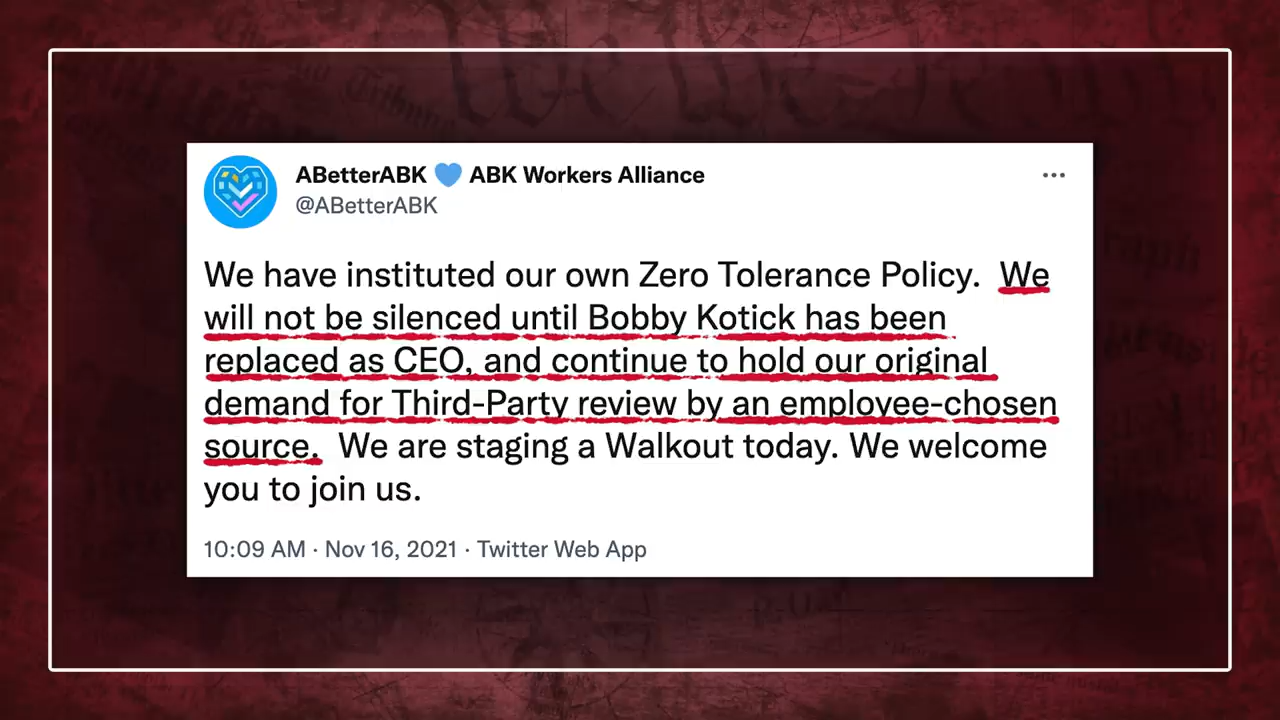 ABetterABK 💙 ABK Workers Alliance
@ABetterABK
We have instituted our own Zero Tolerance Policy.  We
will not be silenced until Bobby Kotick has been
replaced as CEO, and continue to hold our original
demand for Third-Party review by an employee-chosen
source.  We are staging a Walkout today. We welcome
you to join us.
10:09 AM · Nov 16, 2021 · Twitter Web App